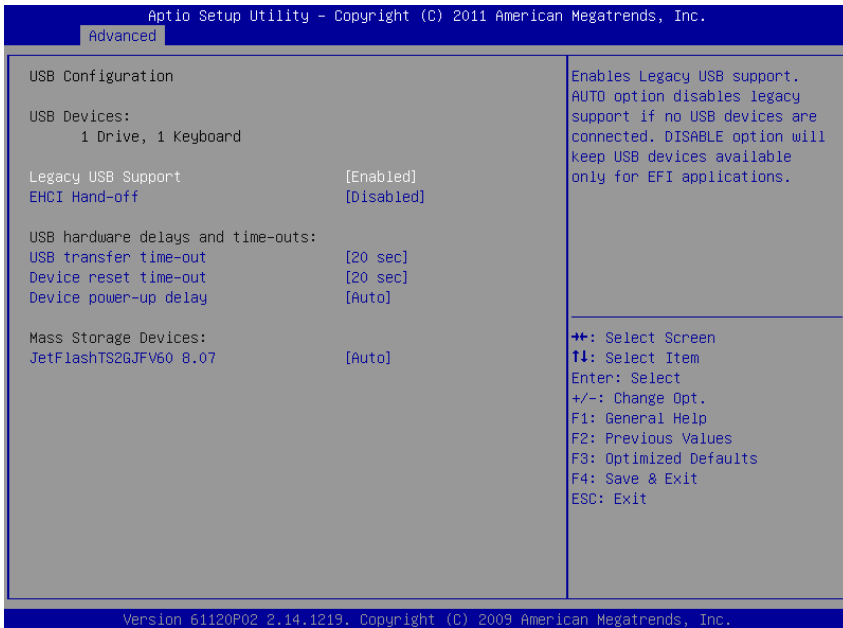 Aptio Setup Utility – Copyright (C) 2011 American Megatrends, Inc.
Advanced
USB Configuration
USB Devices:
1 Drive, 1 Keyboard
Legacy USB Support [Enabled]
EHCI Hand-off [Disabled]
USB hardware delays and time-outs:
USB transfer time-out [20 sec]
Device reset time-out [20 sec]
Device power-up delay [Auto]
Mass Storage Devices:
JetFlashTS2GJFV60 8.07 [Auto]
Enables Legacy USB support.
AUTO option disables legacy
support if no USB devices are
connected. DISABLE option will
keep USB devices available
only for EFI applications.
→←: Select Screen
↑↓: Select Item
Enter: Select
+/-: Change Opt.
F1: General Help
F2: Previous Values
F3: Optimized Defaults
F4: Save & Exit
ESC: Exit
Version 61120P02 2.14.1219. Copyright (C) 2009 American Megatrends, Inc.